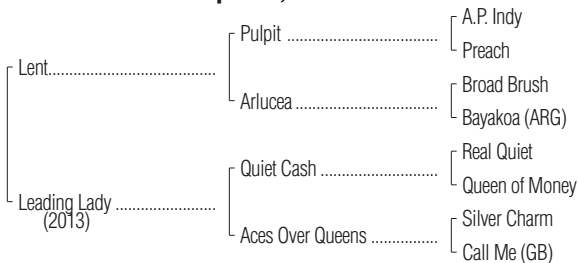 A.P. Indy
Pulpit
Preach
Lent
Broad Brush
Arlucea
Bayakoa (ARG)
Real Quiet
Quiet Cash
Queen of Money
Leading Lady
(2013)
Silver Charm
Aces Over Queens
Call Me (GB)